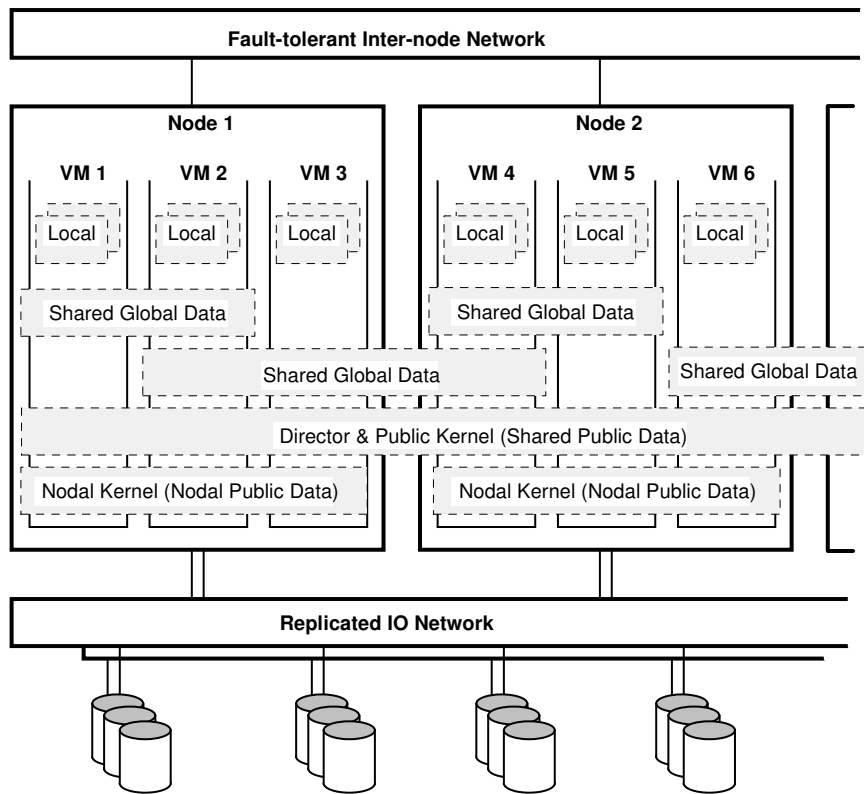 Fault-tolerant Inter-node Network
Node 1
Node 2
VM 1
VM 2
VM 3
VM 4
VM 5
VM 6
Local
Local
Local
Local
Local
Local
Shared Global Data
Shared Global Data
Shared Global Data
Shared Global Data
Director & Public Kernel (Shared Public Data)
Nodal Kernel (Nodal Public Data)
Nodal Kernel (Nodal Public Data)
Replicated IO Network